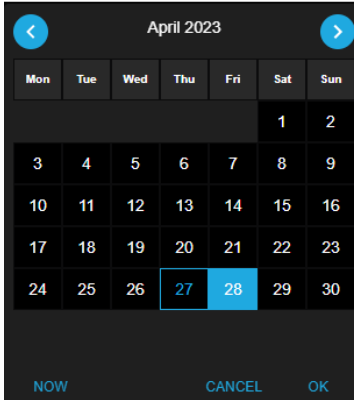 April 2023
Mon Tue Wed Thu Fri Sat Sun
1 2
3 4 5 6 7 8 9
10 11 12 13 14 15 16
17 18 19 20 21 22 23
24 25 26 27 28 29 30
NOW CANCEL OK